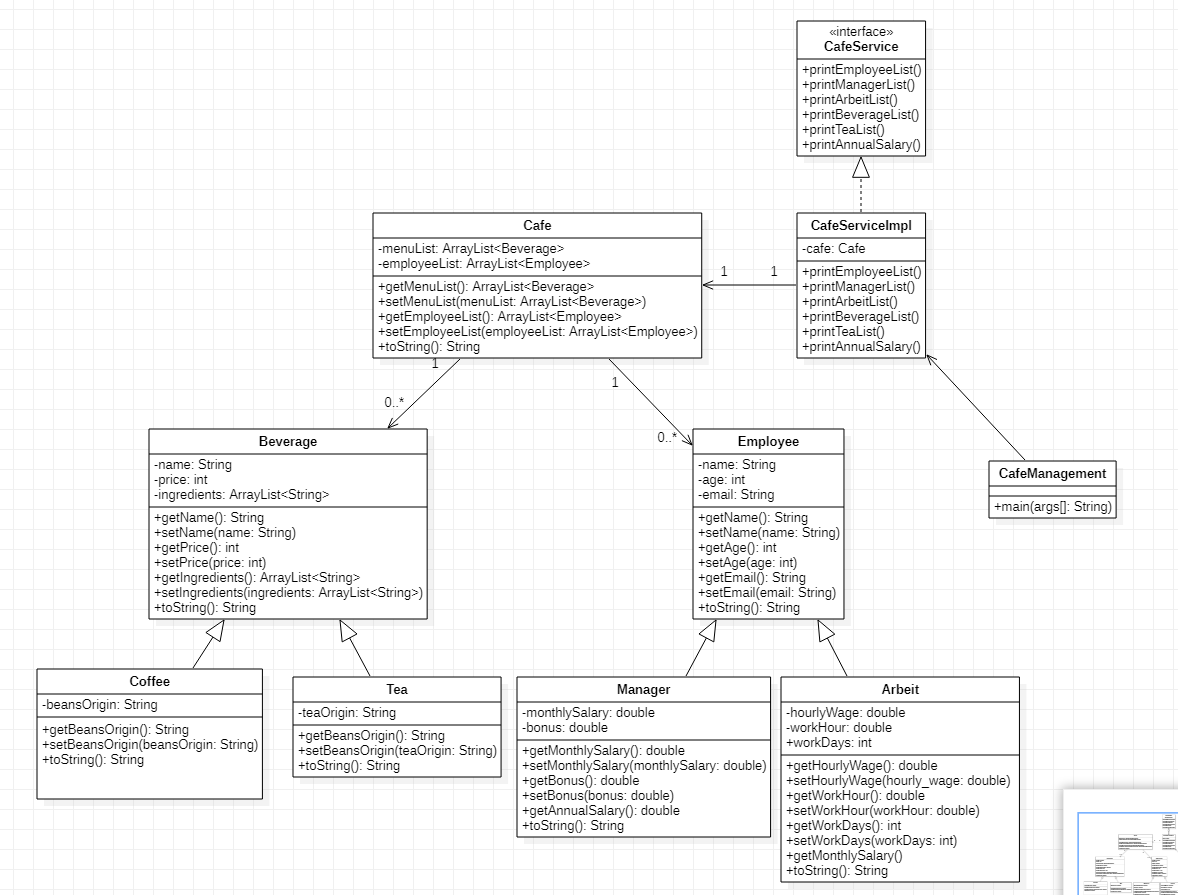 «interface»
CafeService
+printEmployeeList()
+printManagerList()
+printArbeitList()
+printBeverageList()
+printTeaList()
+printAnnualSalary()
Cafe
-menuList: ArrayList<Beverage>
-employeeList: ArrayList<Employee>
+getMenuList(): ArrayList<Beverage>
+setMenuList(menuList: ArrayList<Beverage>)
+getEmployeeList(): ArrayList<Employee>
+setEmployeeList(employeeList: ArrayList<Employee>)
+toString(): String
1
1
CafeServiceImpl
-cafe: Cafe
+printEmployeeList()
+printManagerList()
+printArbeitList()
+printBeverageList()
+printTeaList()
+printAnnualSalary()
1
0..*
1
0..*
Beverage
-name: String
-price: int
-ingredients: ArrayList<String>
+getName(): String
+setName(name: String)
+getPrice(): int
+setPrice(price: int)
+getIngredients(): ArrayList<String>
+setIngredients(ingredients: ArrayList<String>)
+toString(): String
Employee
-name: String
-age: int
-email: String
+getName(): String
+setName(name: String)
+getAge(): int
+setAge(age: int)
+getEmail(): String
+setEmail(email: String)
+toString(): String
CafeManagement
+main(args[]: String)
Coffee
-beansOrigin: String
+getBeansOrigin(): String
+setBeansOrigin(beansOrigin: String)
+toString(): String
Tea
-teaOrigin: String
+getBeansOrigin(): String
+setBeansOrigin(teaOrigin: String)
+toString(): String
Manager
-monthlySalary: double
-bonus: double
+getMonthlySalary(): double
+setMonthlySalary(monthlySalary: double)
+getBonus(): double
+setBonus(bonus: double)
+getAnnualSalary(): double
+toString(): String
Arbeit
-hourlyWage: double
-workHour: double
+workDays: int
+getHourlyWage(): double
+setHourlyWage(hourly_wage: double)
+getWorkHour(): double
+setWorkHour(workHour: double)
+getWorkDays(): int
+setWorkDays(workDays: int)
+getMonthlySalary()
+toString(): String